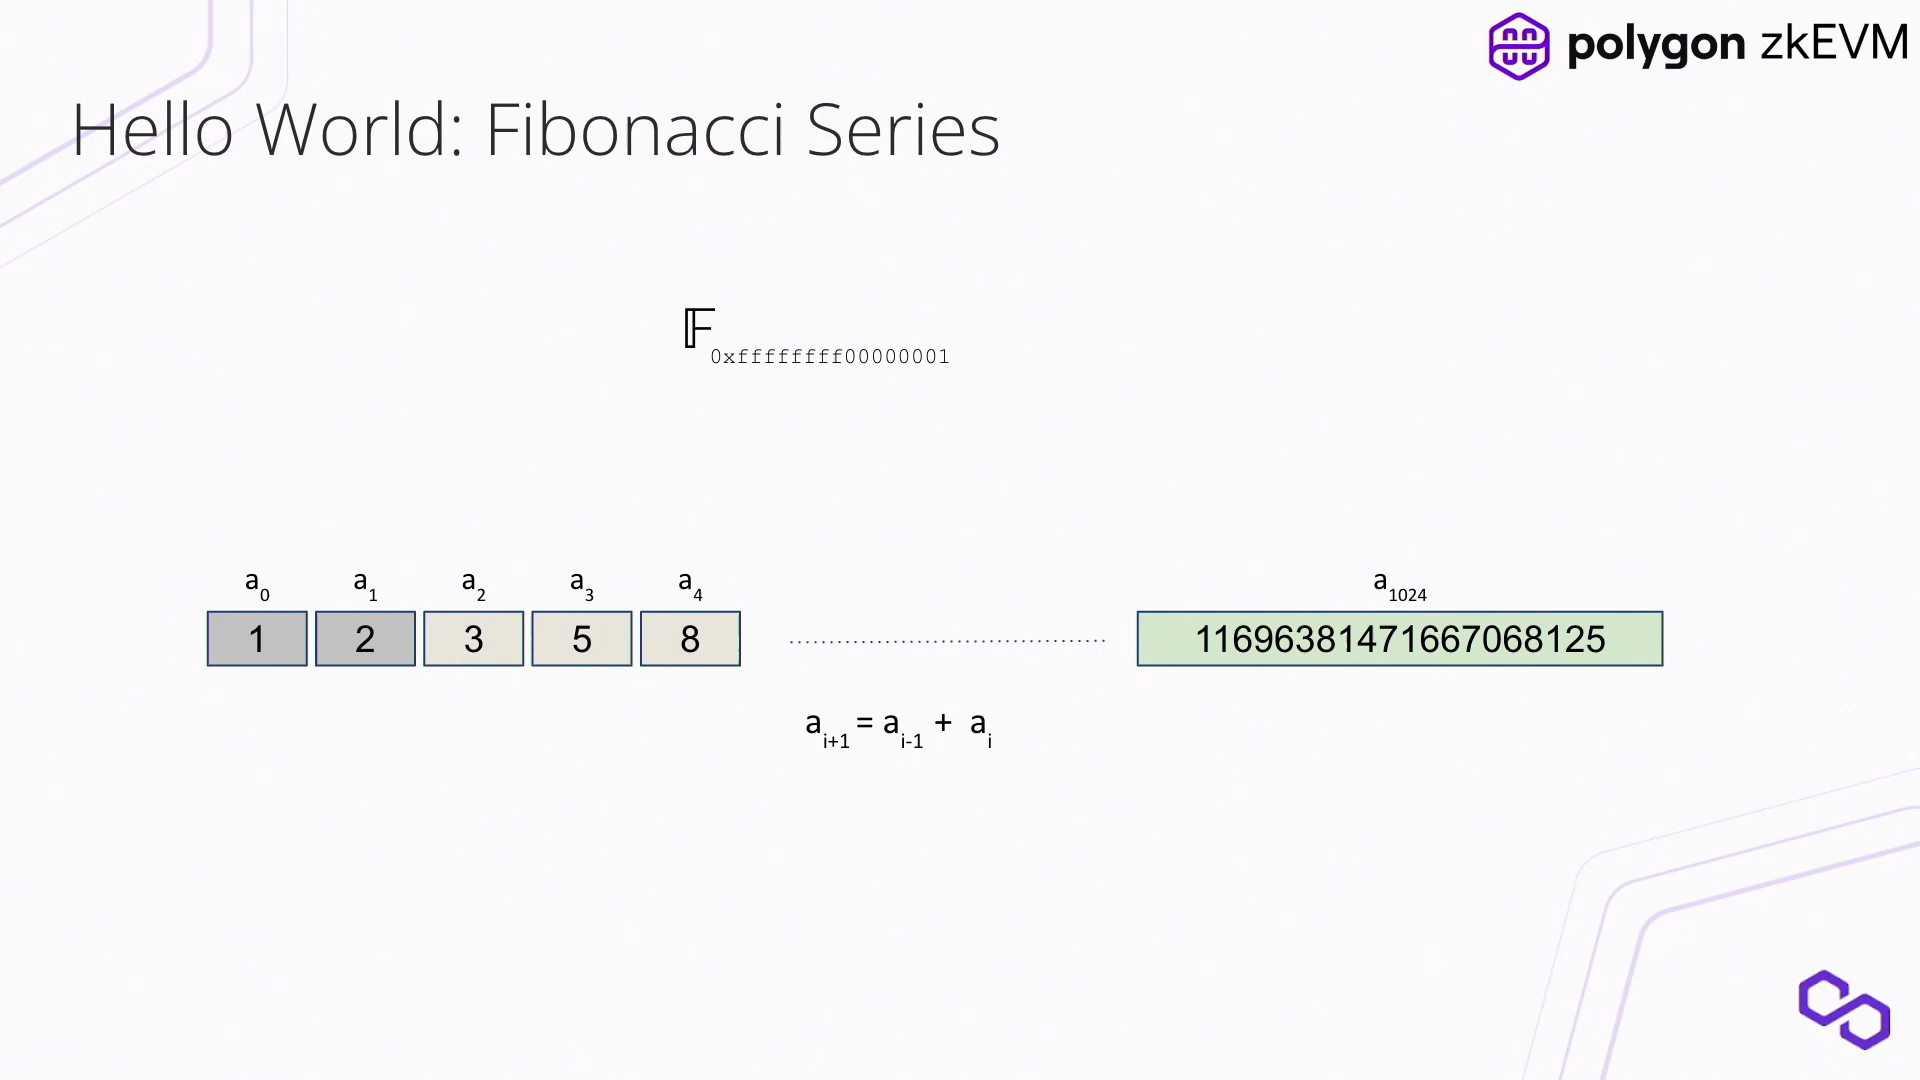 polygon zkEVM
Hello World: Fibonacci Series
𝔽0xffffffff00000001
a0 a1 a2 a3 a4 a1024
1 2 3 5 8 11696381471667068125
ai+1 = ai-1 + ai